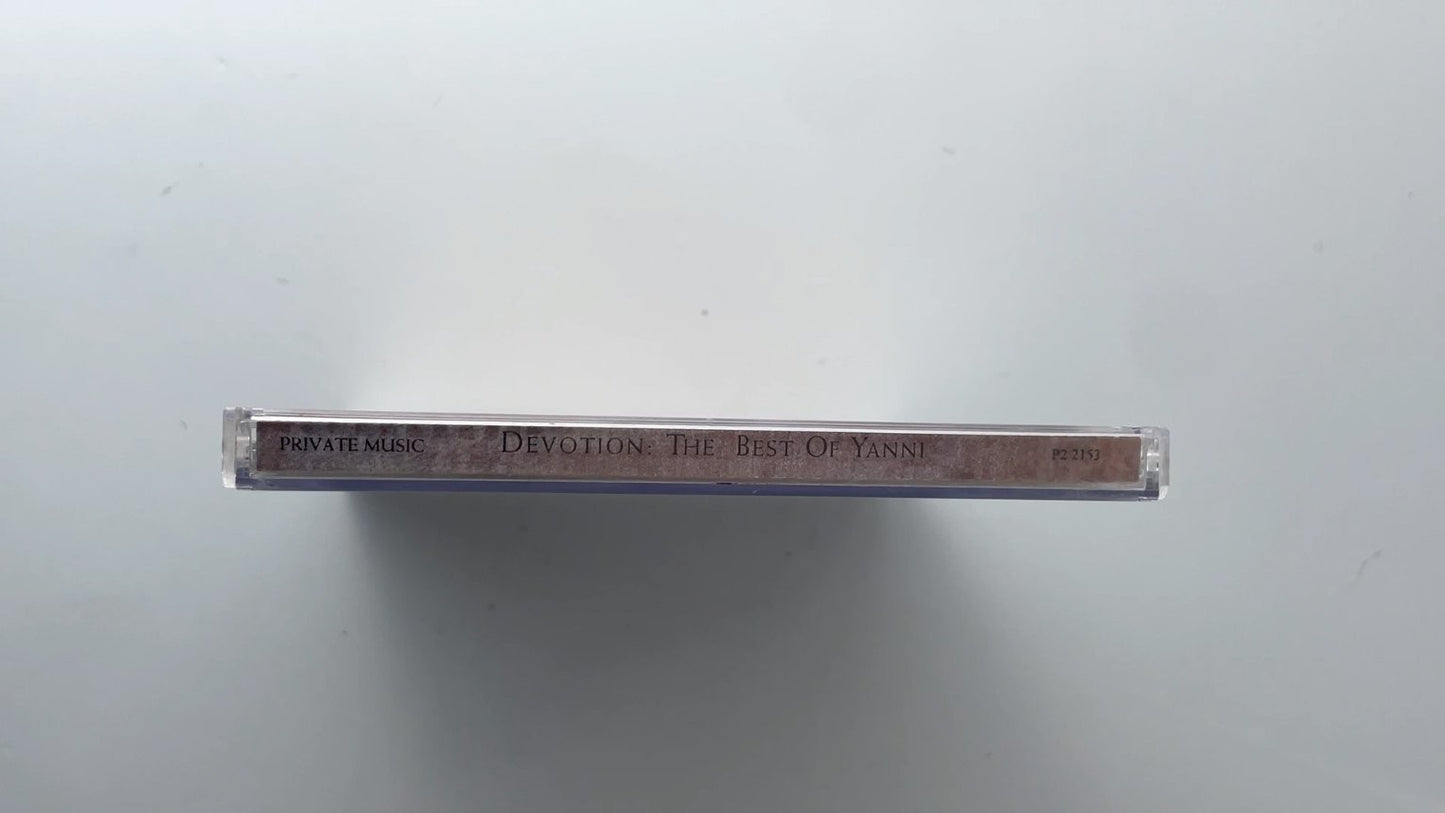 PRIVATE MUSIC DEVOTION: THE BEST OF YANNI P2 2153